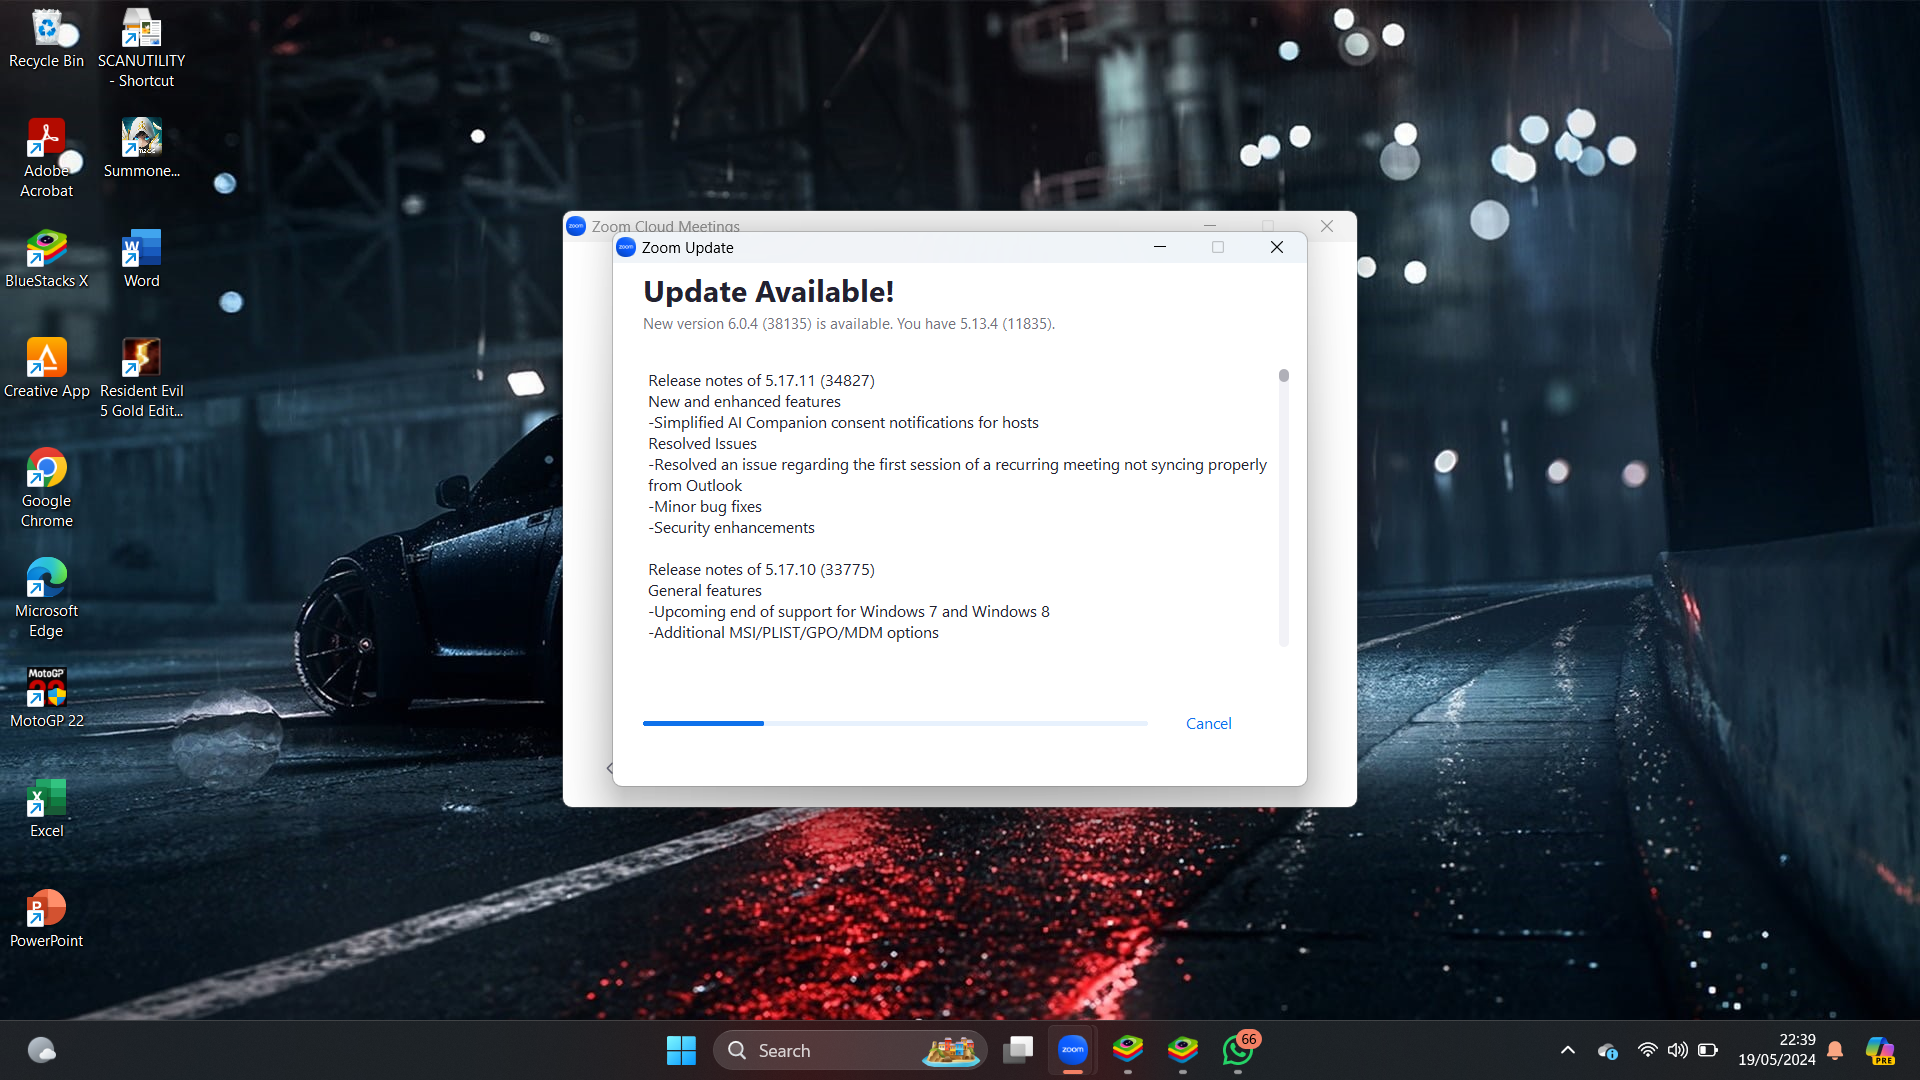 Recycle Bin
SCANUTILITY
- Shortcut
Adobe
Acrobat
Summone...
BlueStacks X
Word
Creative App
Resident Evil
5 Gold Edit...
Google
Chrome
Microsoft
Edge
MotoGP
MotoGP 22
Excel
PowerPoint
zoom
Zoom Cloud Meetings
zoom
Zoom Update
Update Available!
New version 6.0.4 (38135) is available. You have 5.13.4 (11835).
Release notes of 5.17.11 (34827)
New and enhanced features
-Simplified AI Companion consent notifications for hosts
Resolved Issues
-Resolved an issue regarding the first session of a recurring meeting not syncing properly
from Outlook
-Minor bug fixes
-Security enhancements
Release notes of 5.17.10 (33775)
General features
-Upcoming end of support for Windows 7 and Windows 8
-Additional MSI/PLIST/GPO/MDM options
Cancel
Search
zoom
66
22:39
19/05/2024
PRE